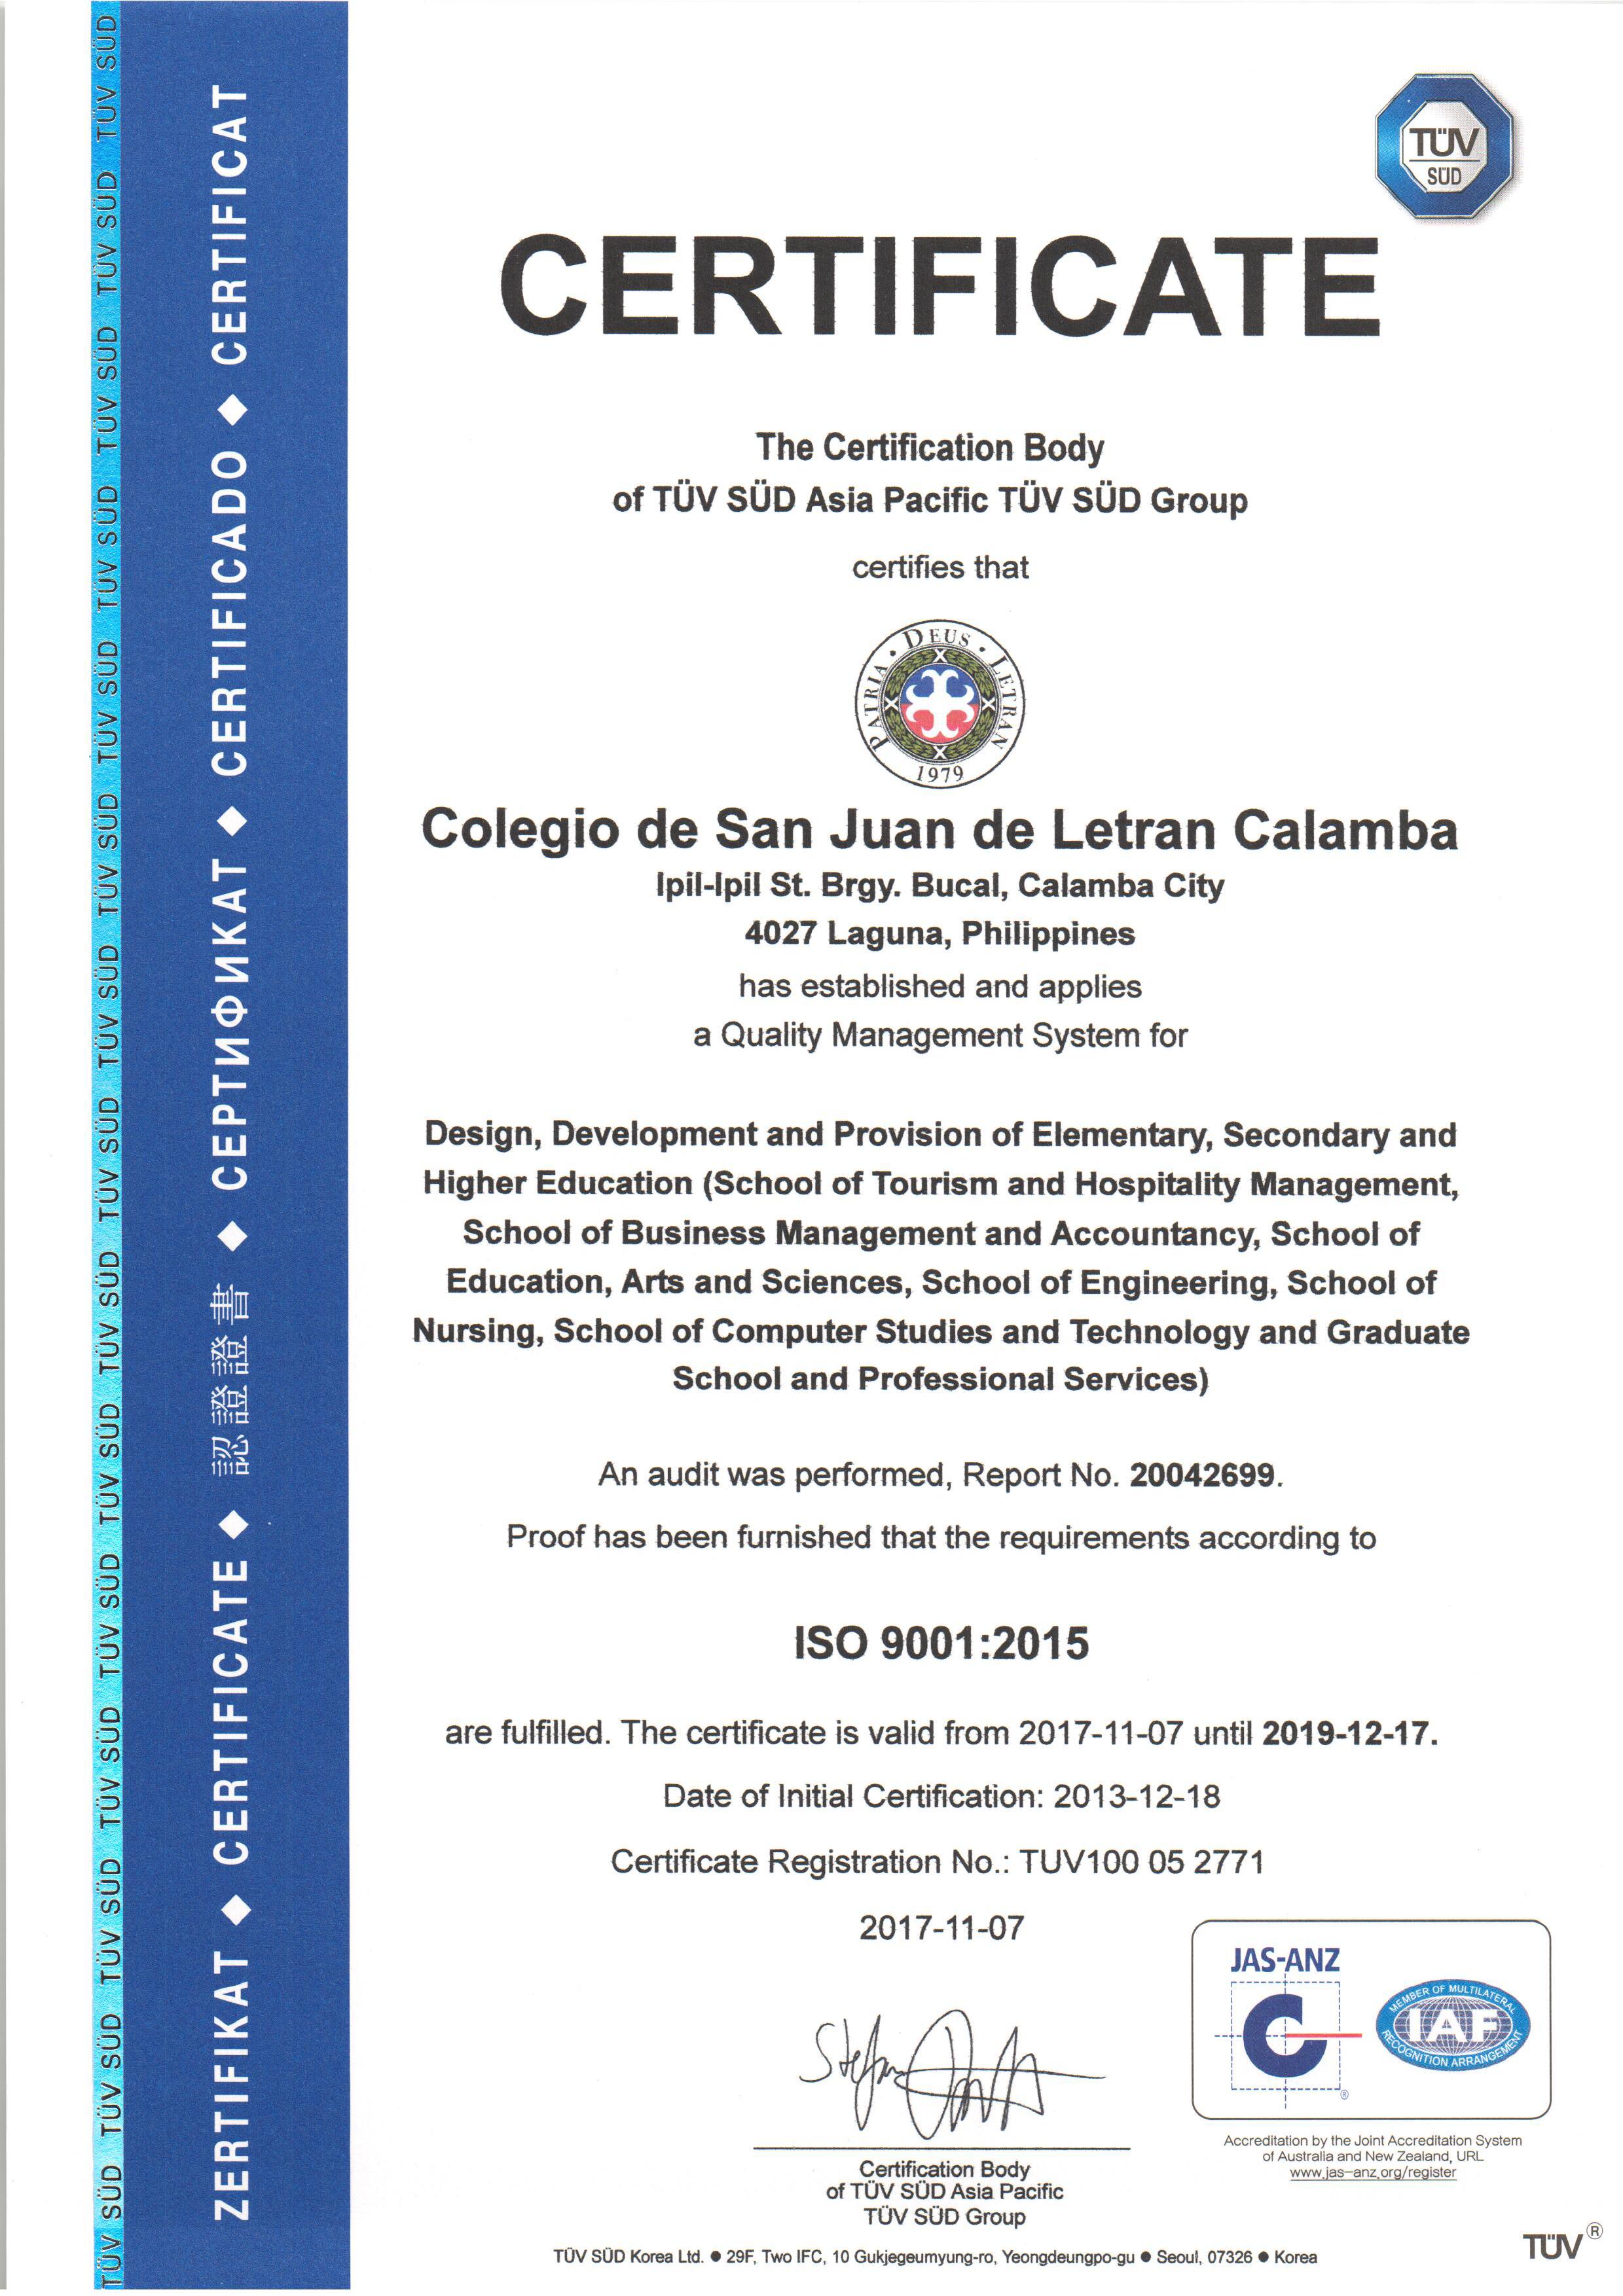 TÜV SÜD TÜV SÜD TÜV SÜD TÜV SÜD TÜV SÜD TÜV SÜD TÜV SÜD TÜV SÜD TÜV SÜD TÜV SÜD TÜV SÜD TÜV SÜD TÜV SÜD TÜV SÜD TÜV SÜD
ZERTIFIKAT ◆ CERTIFICATE ◆ 認證證書 ◆ СЕРТИФИКАТ ◆ CERTIFICADO ◆ CERTIFICAT
TÜV
SÜD
CERTIFICATE
The Certification Body
of TÜV SÜD Asia Pacific TÜV SÜD Group
certifies that
PATRIA • DEUS • LETRAN
1979
Colegio de San Juan de Letran Calamba
Ipil-Ipil St. Brgy. Bucal, Calamba City
4027 Laguna, Philippines
has established and applies
a Quality Management System for
Design, Development and Provision of Elementary, Secondary and
Higher Education (School of Tourism and Hospitality Management,
School of Business Management and Accountancy, School of
Education, Arts and Sciences, School of Engineering, School of
Nursing, School of Computer Studies and Technology and Graduate
School and Professional Services)
An audit was performed, Report No. 20042699.
Proof has been furnished that the requirements according to
ISO 9001:2015
are fulfilled. The certificate is valid from 2017-11-07 until 2019-12-17.
Date of Initial Certification: 2013-12-18
Certificate Registration No.: TUV100 05 2771
2017-11-07
JAS-ANZ
®
MEMBER OF MULTILATERAL
IAF
RECOGNITION ARRANGEMENT
Accreditation by the Joint Accreditation System
of Australia and New Zealand, URL
www.jas-anz.org/register
Certification Body
of TÜV SÜD Asia Pacific
TÜV SÜD Group
TÜV SÜD Korea Ltd. ● 29F, Two IFC, 10 Gukjegeumyung-ro, Yeongdeungpo-gu ● Seoul, 07326 ● Korea
TÜV ®